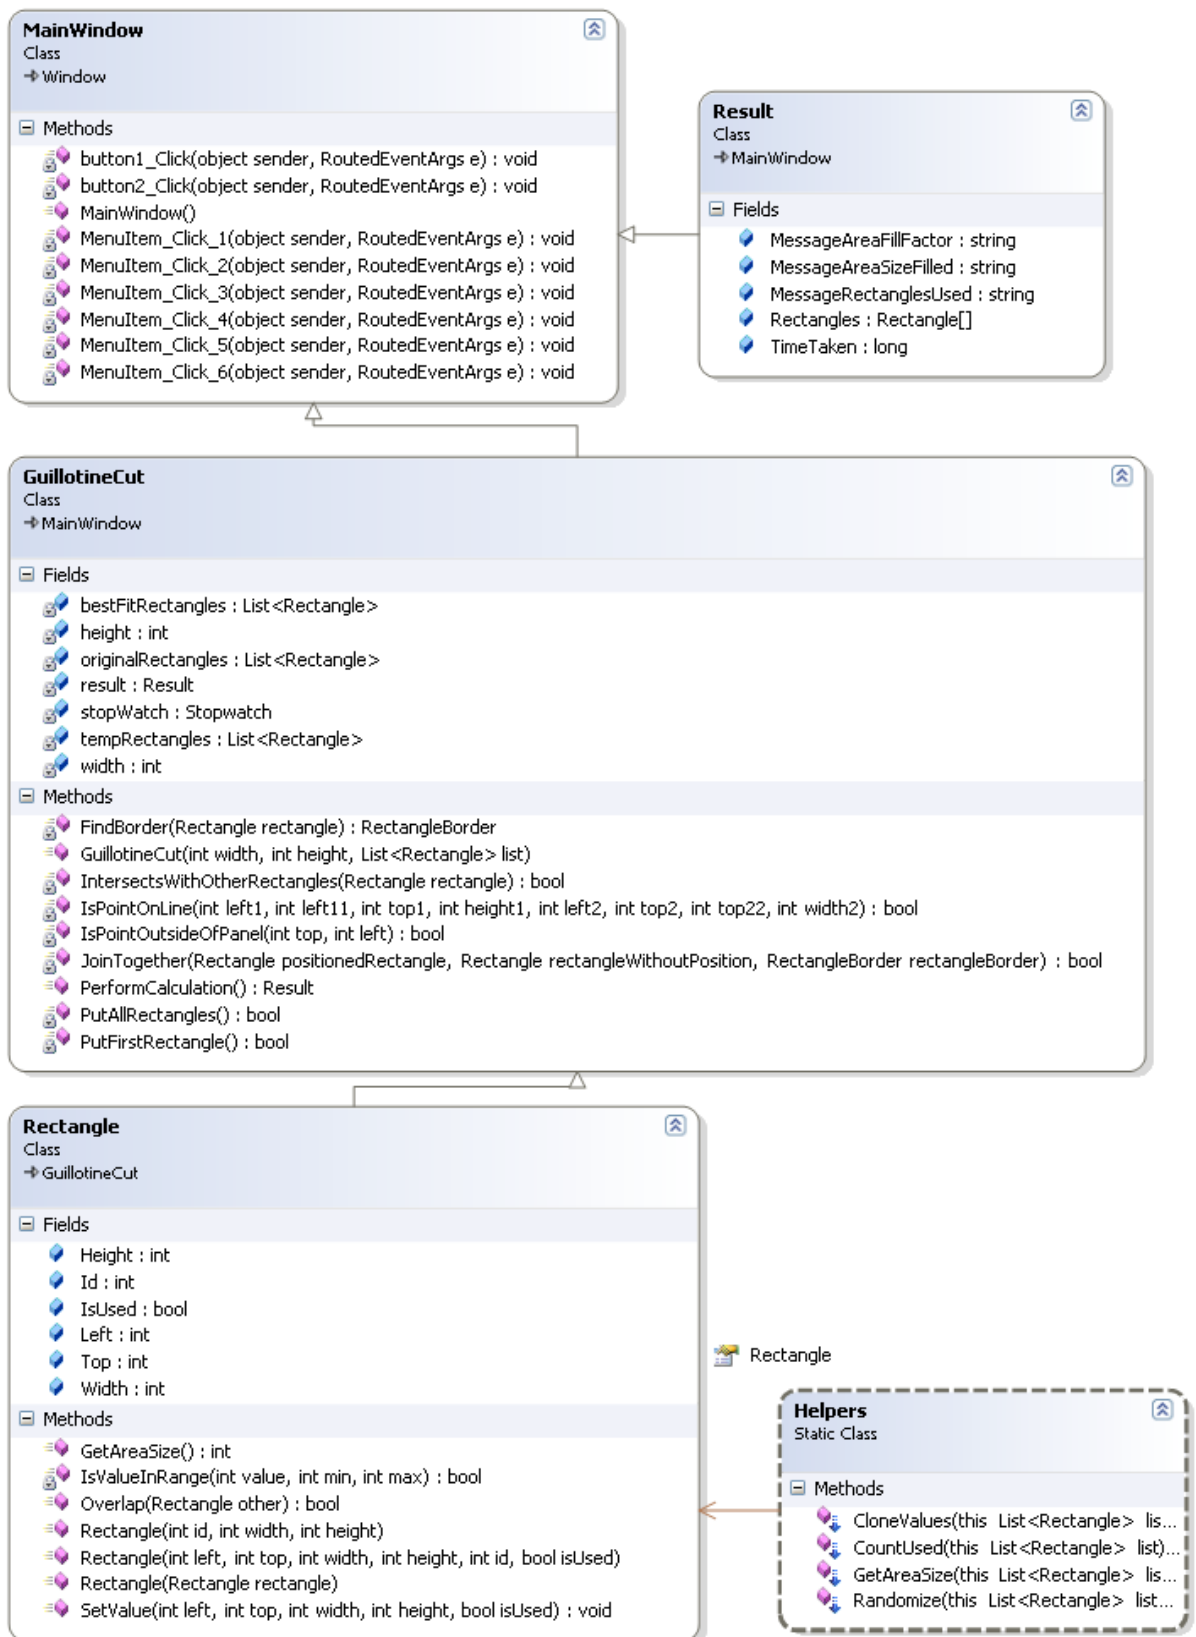 MainWindow
Class
Window
Methods
button1_Click(object sender, RoutedEventArgs e) : void
button2_Click(object sender, RoutedEventArgs e) : void
MainWindow()
MenuItem_Click_1(object sender, RoutedEventArgs e) : void
MenuItem_Click_2(object sender, RoutedEventArgs e) : void
MenuItem_Click_3(object sender, RoutedEventArgs e) : void
MenuItem_Click_4(object sender, RoutedEventArgs e) : void
MenuItem_Click_5(object sender, RoutedEventArgs e) : void
MenuItem_Click_6(object sender, RoutedEventArgs e) : void
Result
Class
MainWindow
Fields
MessageAreaFillFactor : string
MessageAreaSizeFilled : string
MessageRectanglesUsed : string
Rectangles : Rectangle[]
TimeTaken : long
GuillotineCut
Class
MainWindow
Fields
bestFitRectangles : List<Rectangle>
height : int
originalRectangles : List<Rectangle>
result : Result
stopWatch : Stopwatch
tempRectangles : List<Rectangle>
width : int
Methods
FindBorder(Rectangle rectangle) : RectangleBorder
GuillotineCut(int width, int height, List<Rectangle> list)
IntersectsWithOtherRectangles(Rectangle rectangle) : bool
IsPointOnLine(int left1, int left11, int top1, int height1, int left2, int top2, int top22, int width2) : bool
IsPointOutsideOfPanel(int top, int left) : bool
JoinTogether(Rectangle positionedRectangle, Rectangle rectangleWithoutPosition, RectangleBorder rectangleBorder) : bool
PerformCalculation() : Result
PutAllRectangles() : bool
PutFirstRectangle() : bool
Rectangle
Class
GuillotineCut
Fields
Height : int
Id : int
IsUsed : bool
Left : int
Top : int
Width : int
Methods
GetAreaSize() : int
IsValueInRange(int value, int min, int max) : bool
Overlap(Rectangle other) : bool
Rectangle(int id, int width, int height)
Rectangle(int left, int top, int width, int height, int id, bool isUsed)
Rectangle(Rectangle rectangle)
SetValue(int left, int top, int width, int height, bool isUsed) : void
Rectangle
Helpers
Static Class
Methods
CloneValues(this List<Rectangle> lis...
CountUsed(this List<Rectangle> list)...
GetAreaSize(this List<Rectangle> lis...
Randomize(this List<Rectangle> list...